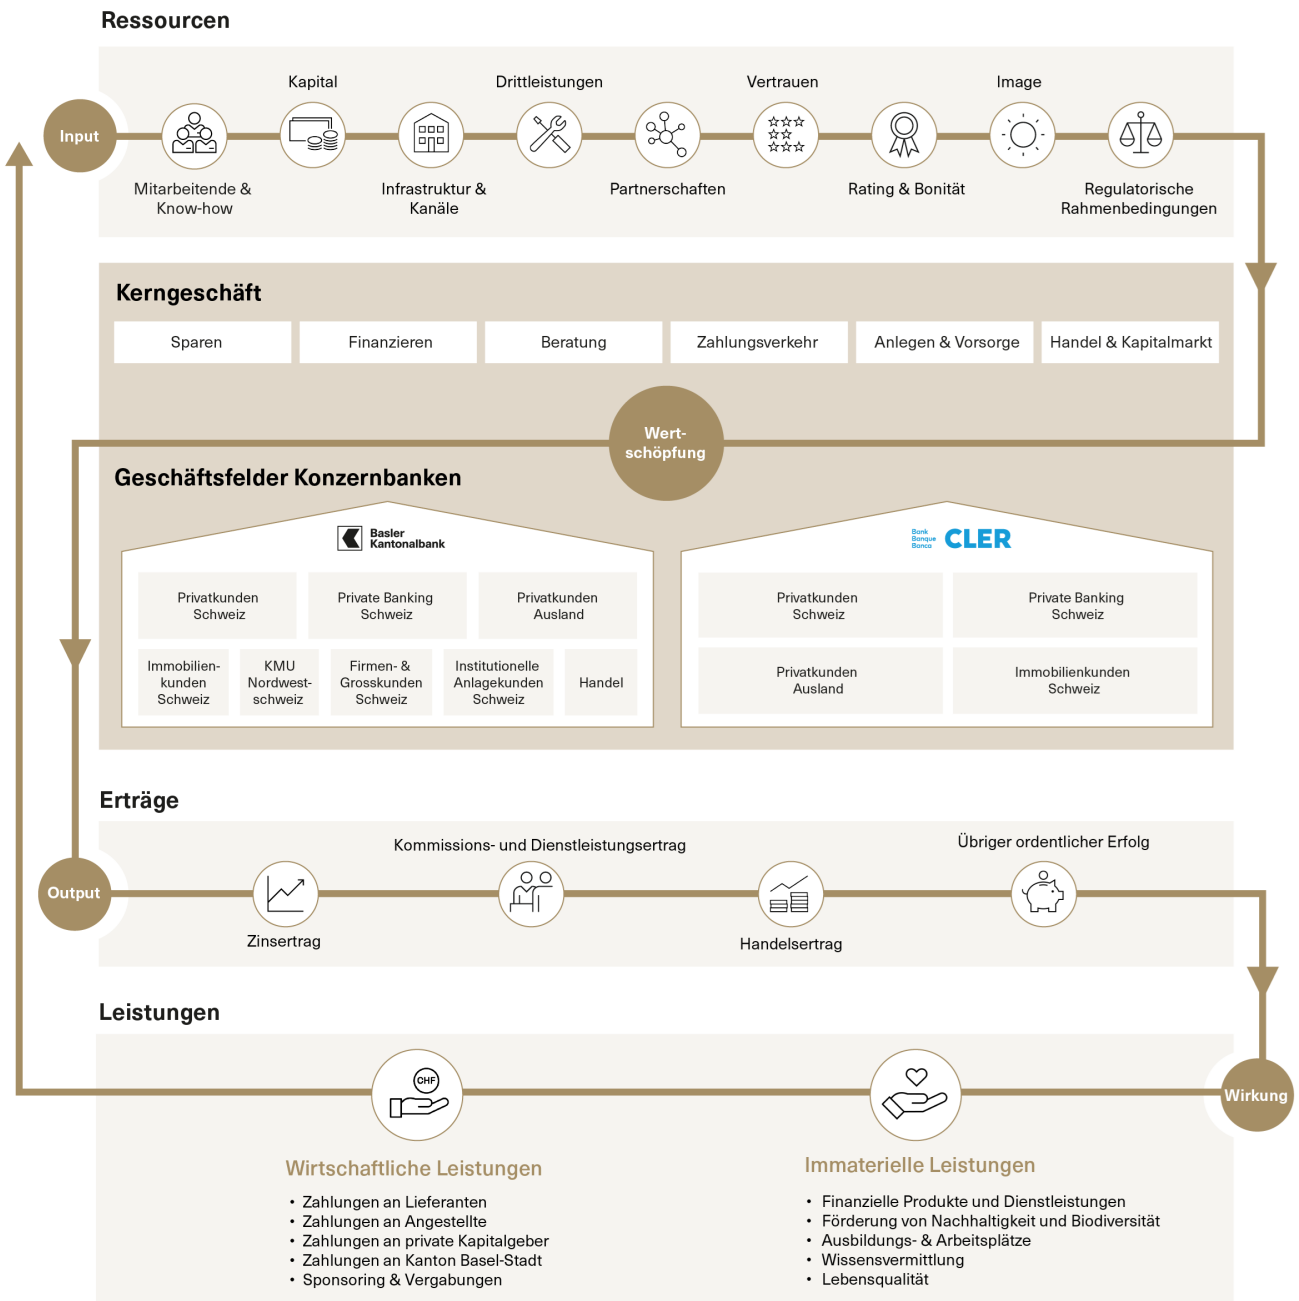 Ressourcen
Kapital
Drittleistungen
Vertrauen
Image
Input
Mitarbeitende &
Know-how
Infrastruktur &
Kanäle
Partnerschaften
Rating & Bonität
Regulatorische
Rahmenbedingungen
Kerngeschäft
Sparen
Finanzieren
Beratung
Zahlungsverkehr
Anlegen & Vorsorge
Handel & Kapitalmarkt
Wert-
schöpfung
Geschäftsfelder Konzernbanken
Basler
Kantonalbank
Privatkunden
Schweiz
Private Banking
Schweiz
Privatkunden
Ausland
Immobilien-
kunden
Schweiz
KMU
Nordwest-
schweiz
Firmen- &
Grosskunden
Schweiz
Institutionelle
Anlagekunden
Schweiz
Handel
Bank
Banque
Banca
CLER
Privatkunden
Schweiz
Private Banking
Schweiz
Privatkunden
Ausland
Immobilienkunden
Schweiz
Erträge
Kommissions- und Dienstleistungsertrag
Übriger ordentlicher Erfolg
Output
Zinsertrag
Handelsertrag
Leistungen
CHF
Wirkung
Wirtschaftliche Leistungen
• Zahlungen an Lieferanten
• Zahlungen an Angestellte
• Zahlungen an private Kapitalgeber
• Zahlungen an Kanton Basel-Stadt
• Sponsoring & Vergabungen
Immaterielle Leistungen
• Finanzielle Produkte und Dienstleistungen
• Förderung von Nachhaltigkeit und Biodiversität
• Ausbildungs- & Arbeitsplätze
• Wissensvermittlung
• Lebensqualität